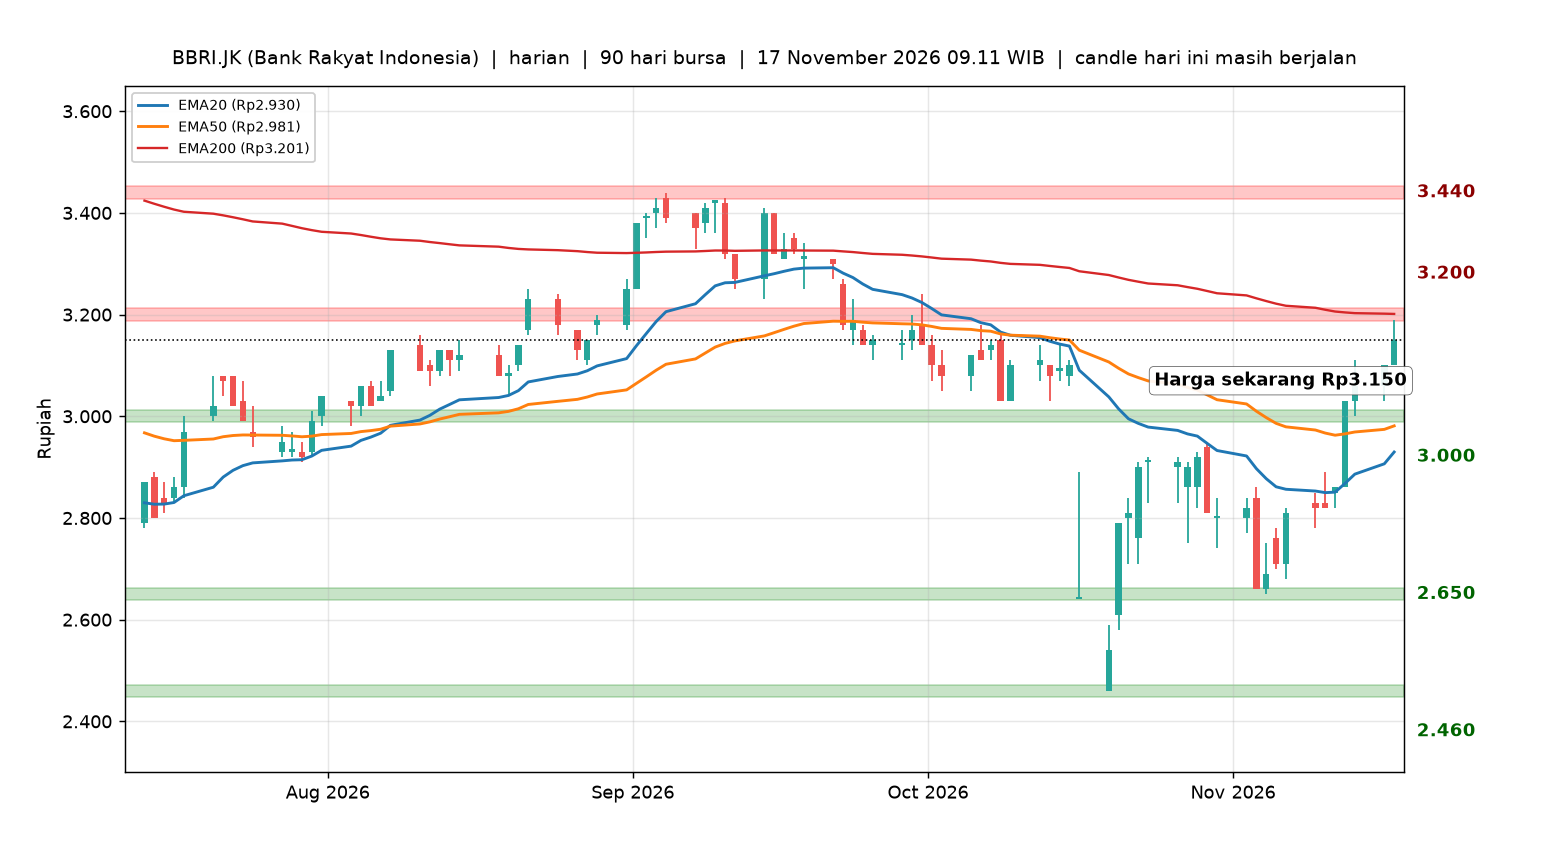 BBRI.JK (Bank Rakyat Indonesia) | harian | 90 hari bursa | 17 November 2026 09.11 WIB | candle hari ini masih berjalan
EMA20 (Rp2.930)
EMA50 (Rp2.981)
EMA200 (Rp3.201)
3.600
3.400
3.200
3.000
2.800
2.600
2.400
Rupiah
3.440
3.200
Harga sekarang Rp3.150
3.000
2.650
2.460
Aug 2026
Sep 2026
Oct 2026
Nov 2026